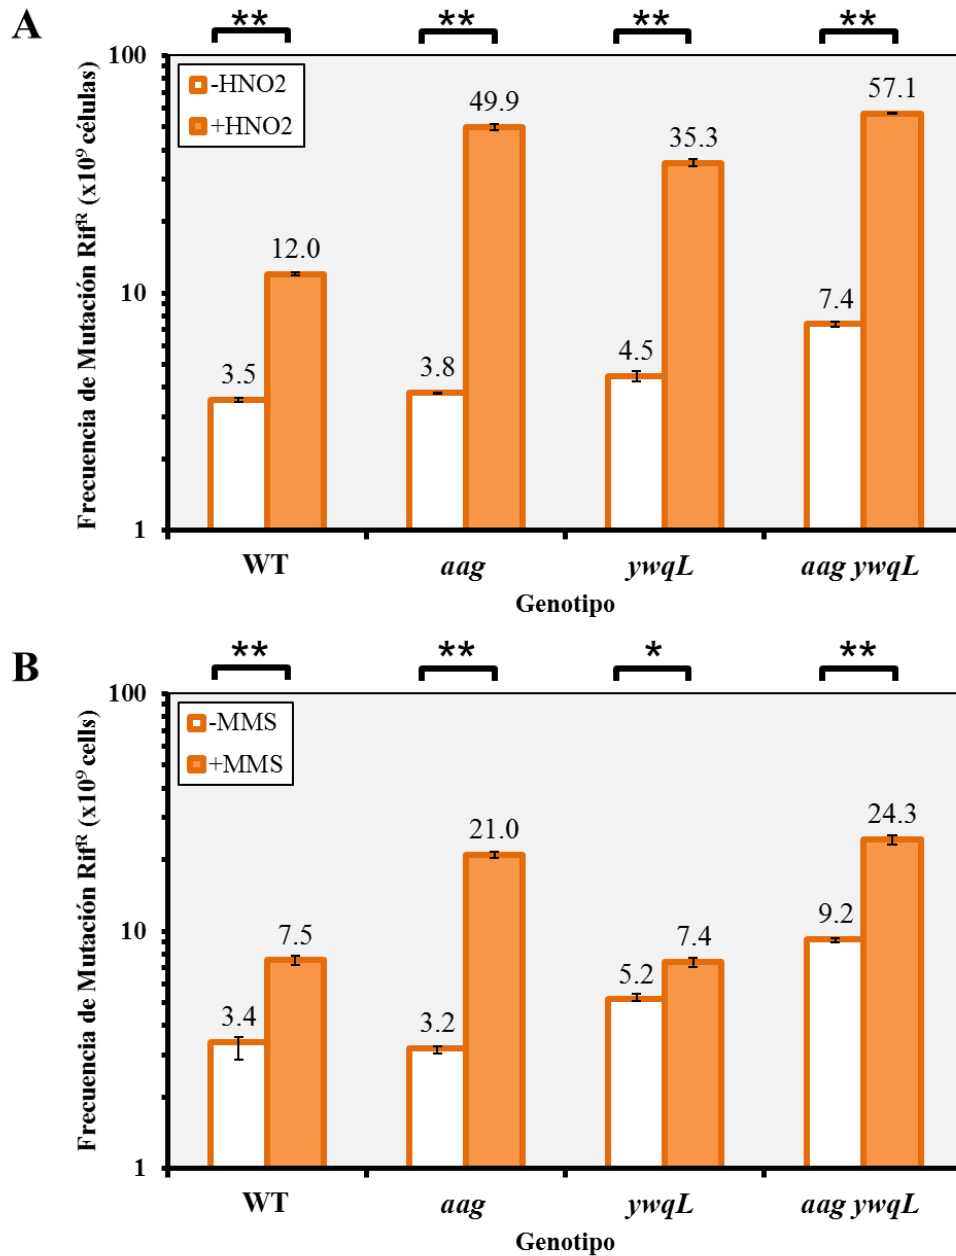 A
** ** ** **
Frecuencia de Mutación Rifᴿ (x10⁹ células)
100
10
1
-HNO2
+HNO2
3.5
12.0
3.8
49.9
4.5
35.3
7.4
57.1
WT aag ywqL aag ywqL
Genotipo
B
** ** * **
Frecuencia de Mutación Rifᴿ (x10⁹ cells)
100
10
1
-MMS
+MMS
3.4
7.5
3.2
21.0
5.2
7.4
9.2
24.3
WT aag ywqL aag ywqL
Genotipo